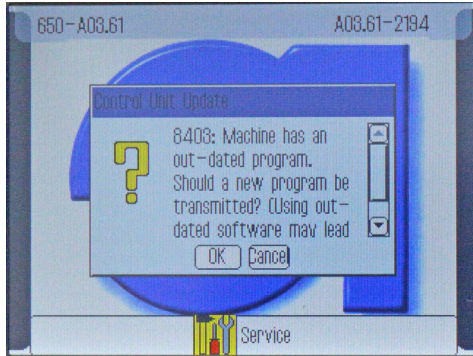 650-A03.61
A03.61-2194
Control Unit Update
8403: Machine has an
out-dated program.
Should a new program be
transmitted? (Using out-
dated software may lead
OK
Cancel
Service